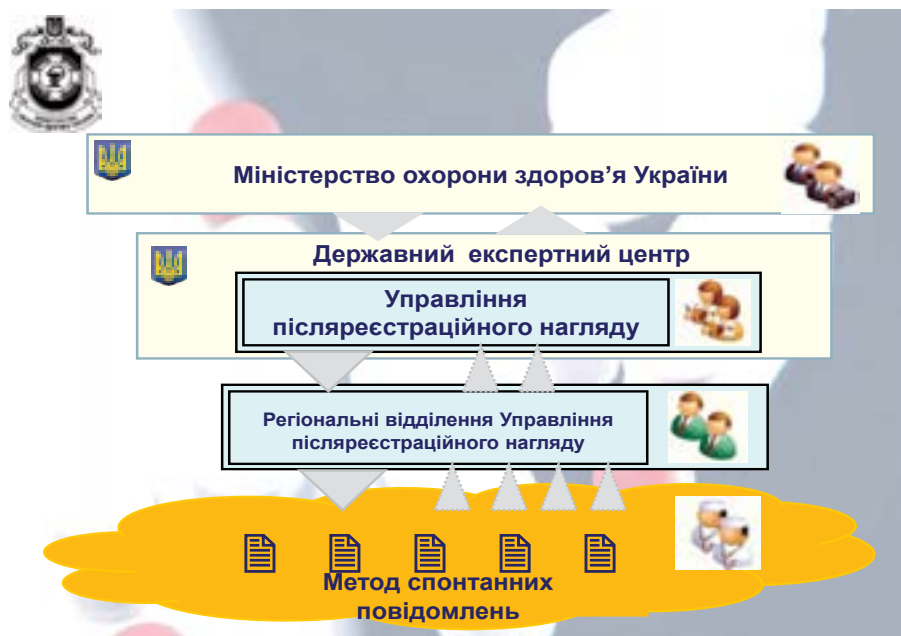 Міністерство охорони здоров’я України
Державний експертний центр
Управління
післяреєстраційного нагляду
Регіональні відділення Управління
післяреєстраційного нагляду
Метод спонтанних
повідомлень